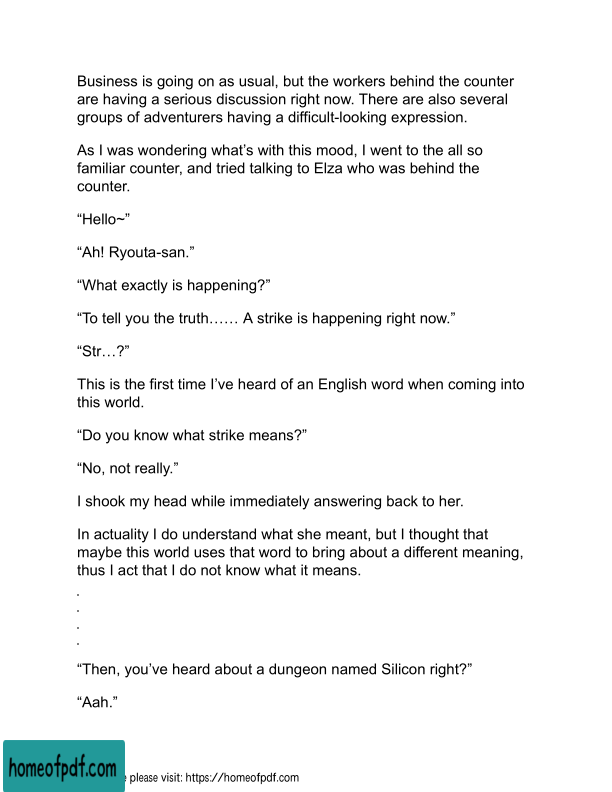 Business is going on as usual, but the workers behind the counter
are having a serious discussion right now. There are also several
groups of adventurers having a difficult-looking expression.
As I was wondering what’s with this mood, I went to the all so
familiar counter, and tried talking to Elza who was behind the
counter.
“Hello~”
“Ah! Ryouta-san.”
“What exactly is happening?”
“To tell you the truth…… A strike is happening right now.”
“Str…?”
This is the first time I’ve heard of an English word when coming into
this world.
“Do you know what strike means?”
“No, not really.”
I shook my head while immediately answering back to her.
In actuality I do understand what she meant, but I thought that
maybe this world uses that word to bring about a different meaning,
thus I act that I do not know what it means.
.
.
.
.
“Then, you’ve heard about a dungeon named Silicon right?”
“Aah.”
homeofpdf.com
please visit: https://homeofpdf.com